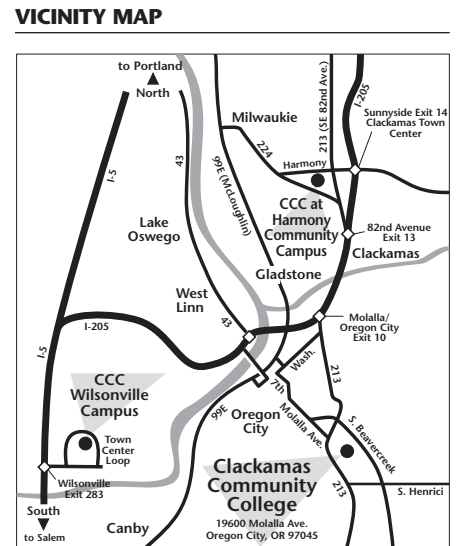 VICINITY MAP
to Portland
North
I-205
213 (SE 82nd Ave.)
Sunnyside Exit 14
Clackamas Town
Center
Milwaukie
224
Harmony
I-5
43
99E (McLoughlin)
CCC at
Harmony
Community
Campus
82nd Avenue
Exit 13
Clackamas
Lake
Oswego
Gladstone
West
Linn
43
I-205
Molalla/
Oregon City
Exit 10
I-5
Wash.
213
7th
CCC
Wilsonville
Campus
99E
Oregon
City
Molalla Ave.
S. Beavercreek
Town
Center
Loop
Wilsonville
Exit 283
Clackamas
Community
College
19600 Molalla Ave.
Oregon City, OR 97045
213
S. Henrici
South
to Salem
Canby